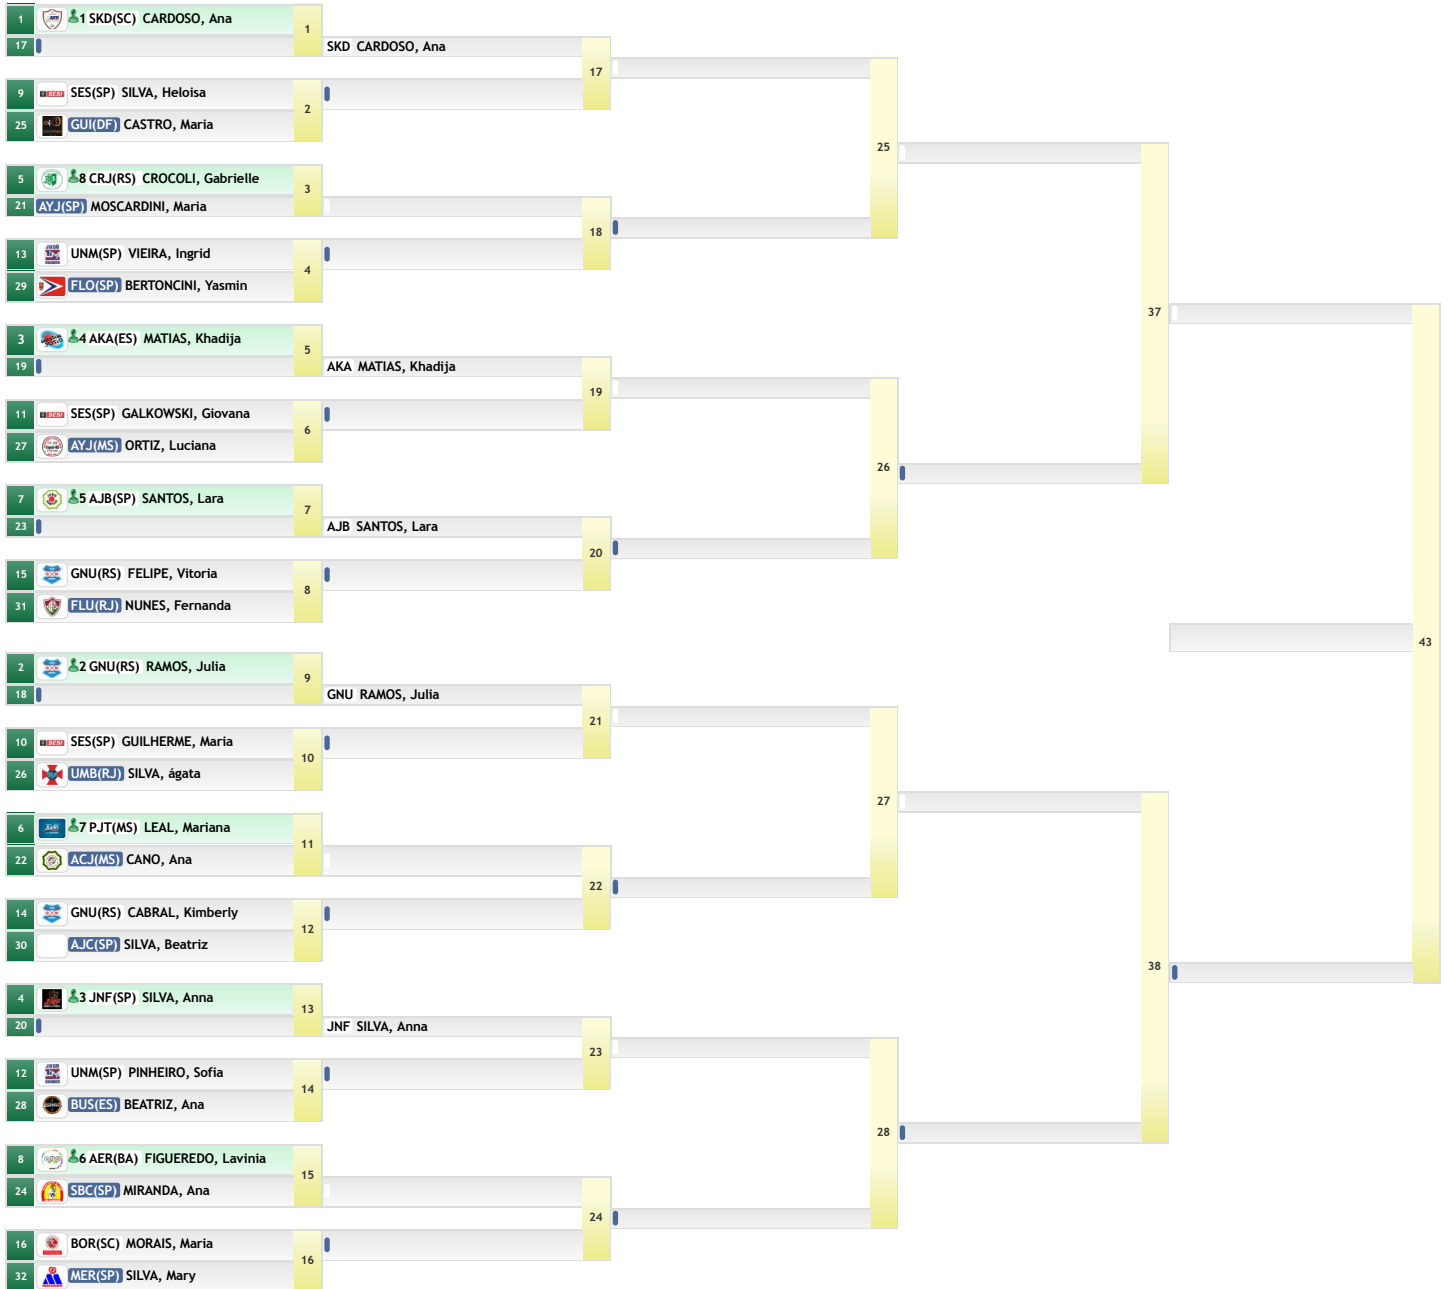 1 1 SKD(SC) CARDOSO, Ana
1
17
SKD CARDOSO, Ana
17
9 SES(SP) SILVA, Heloisa
2
25 GUI(DF) CASTRO, Maria
25
5 8 CRJ(RS) CROCOLI, Gabrielle
3
21 AYJ(SP) MOSCARDINI, Maria
18
13 UNM(SP) VIEIRA, Ingrid
4
29 FLO(SP) BERTONCINI, Yasmin
37
3 4 AKA(ES) MATIAS, Khadija
5
19
AKA MATIAS, Khadija
19
11 SES(SP) GALKOWSKI, Giovana
6
27 AYJ(MS) ORTIZ, Luciana
26
7 5 AJB(SP) SANTOS, Lara
7
23
AJB SANTOS, Lara
20
15 GNU(RS) FELIPE, Vitoria
8
31 FLU(RJ) NUNES, Fernanda
43
2 2 GNU(RS) RAMOS, Julia
9
18
GNU RAMOS, Julia
21
10 SES(SP) GUILHERME, Maria
10
26 UMB(RJ) SILVA, ágata
27
6 7 PJT(MS) LEAL, Mariana
11
22 ACJ(MS) CANO, Ana
22
14 GNU(RS) CABRAL, Kimberly
12
30 AJC(SP) SILVA, Beatriz
38
4 3 JNF(SP) SILVA, Anna
13
20
JNF SILVA, Anna
23
12 UNM(SP) PINHEIRO, Sofia
14
28 BUS(ES) BEATRIZ, Ana
28
8 6 AER(BA) FIGUEREDO, Lavinia
15
24 SBC(SP) MIRANDA, Ana
24
16 BOR(SC) MORAIS, Maria
16
32 MER(SP) SILVA, Mary